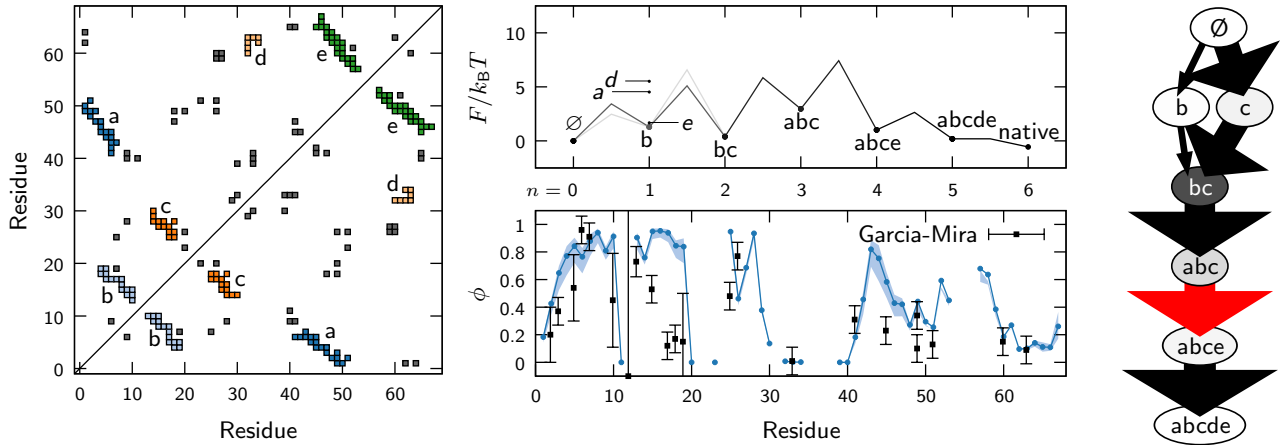 Residue
60
50
40
30
20
10
0
a
b
c
d
e
e
d
c
b
a
0 10 20 30 40 50 60
Residue
F/k_BT
10
5
0
∅
a
d
e
b
bc
abc
abce
abcde
native
n = 0 1 2 3 4 5 6
ϕ
1
0.8
0.6
0.4
0.2
0
Garcia-Mira
0 10 20 30 40 50 60
Residue
∅
b c
bc
abc
abce
abcde